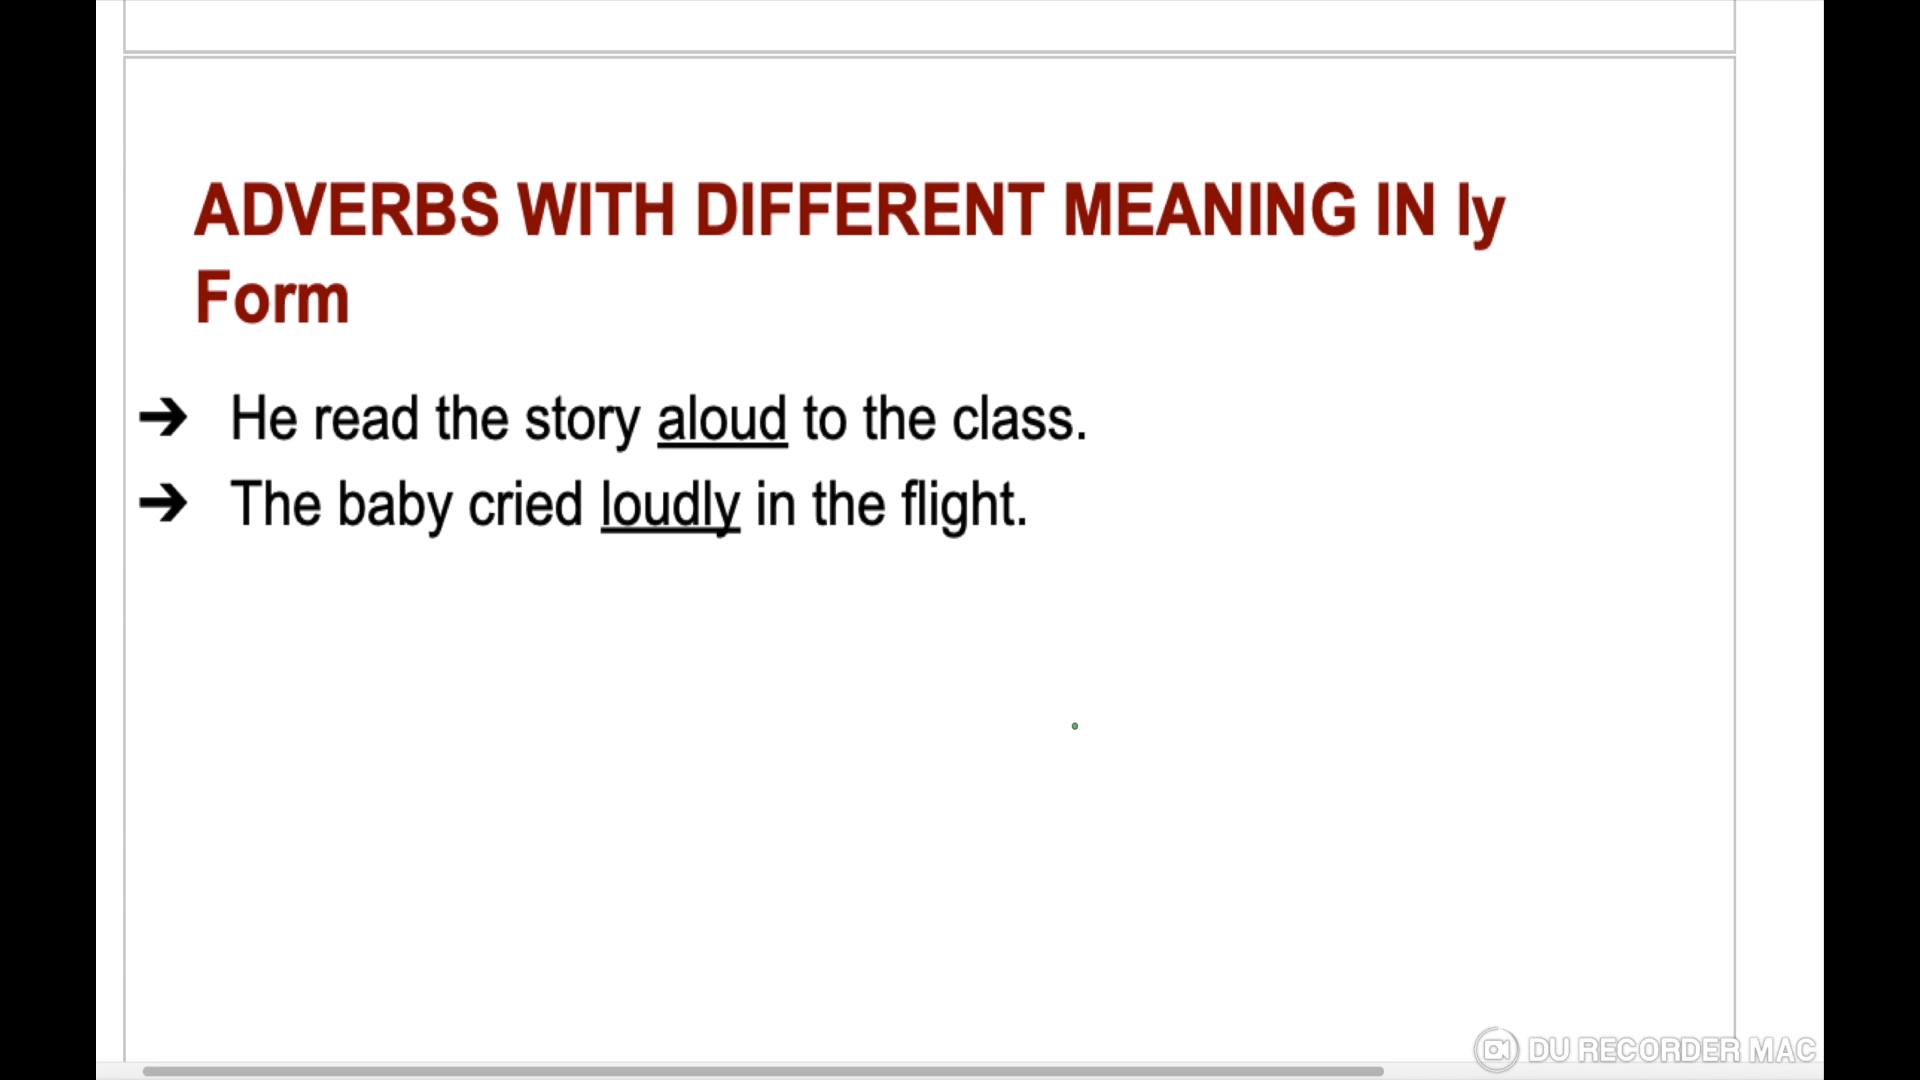 ADVERBS WITH DIFFERENT MEANING IN ly
Form
➔ He read the story aloud to the class.
➔ The baby cried loudly in the flight.
DU RECORDER MAC